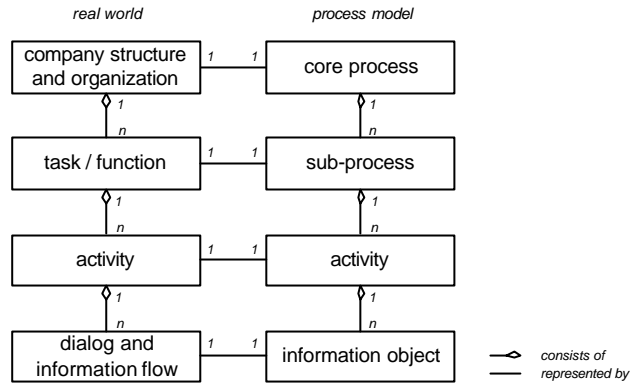 real world process model
company structure
and organization
1 1
core process
1 1
n n
task / function
1 1
sub-process
1 1
n n
activity
1 1
activity
1 1
n n
dialog and
information flow
1 1
information object
consists of
represented by